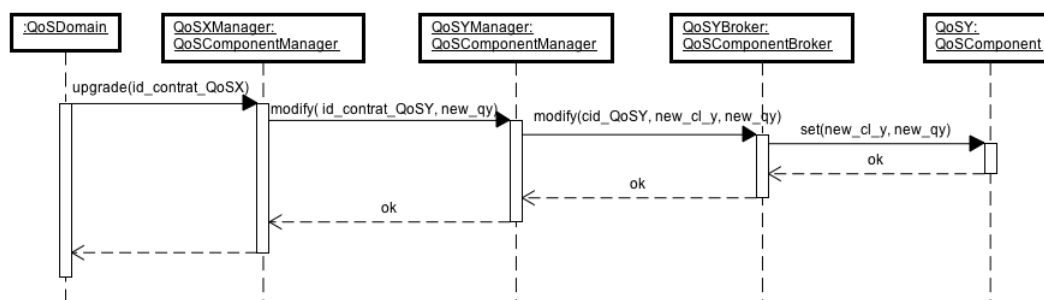 :QoSDomain
QoSXManager:
QoSComponentManager
QoSYManager:
QoSComponentManager
QoSYBroker:
QoSComponentBroker
QoSY:
QoSComponent
upgrade(id_contrat_QoSX)
modify( id_contrat_QoSY, new_qy)
modify(cid_QoSY, new_cl_y, new_qy)
set(new_cl_y, new_qy)
ok
ok
ok